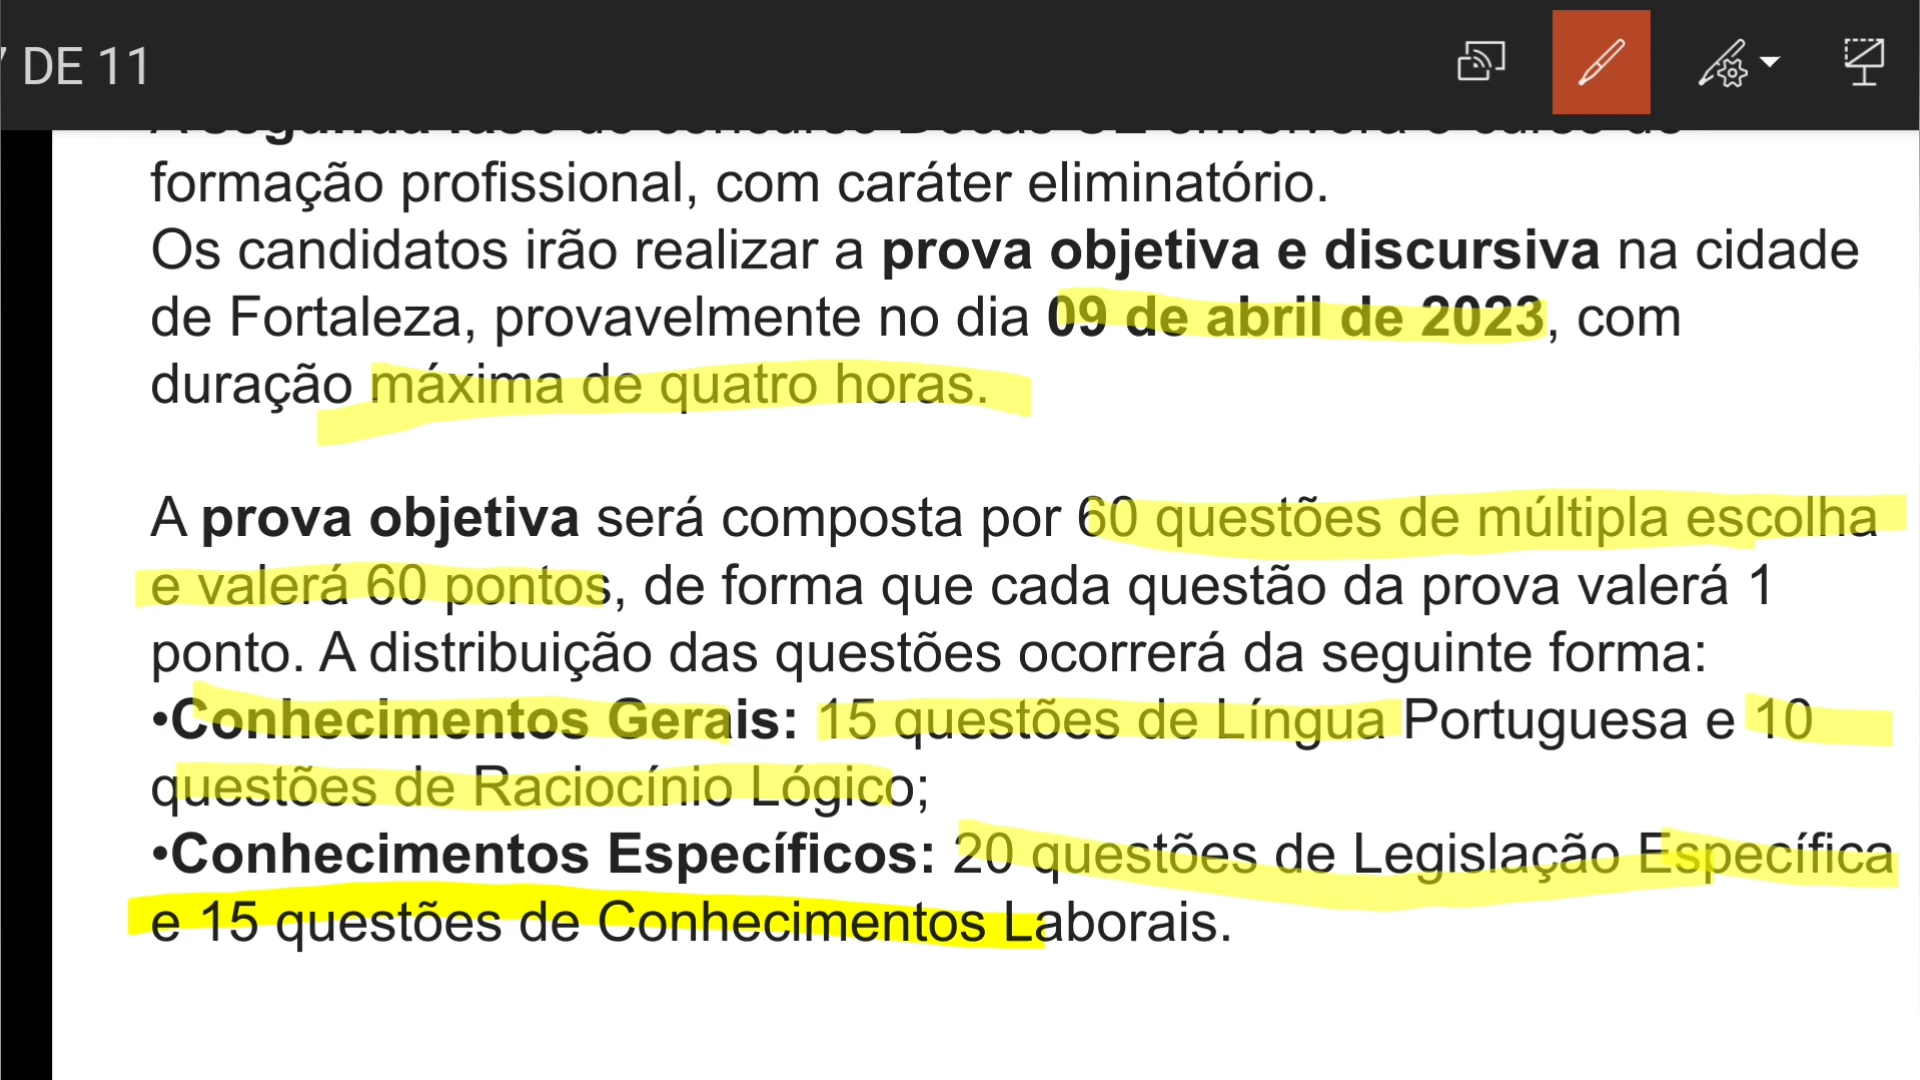 DE 11
formação profissional, com caráter eliminatório.
Os candidatos irão realizar a prova objetiva e discursiva na cidade
de Fortaleza, provavelmente no dia 09 de abril de 2023, com
duração máxima de quatro horas.
A prova objetiva será composta por 60 questões de múltipla escolha
e valerá 60 pontos, de forma que cada questão da prova valerá 1
ponto. A distribuição das questões ocorrerá da seguinte forma:
•Conhecimentos Gerais: 15 questões de Língua Portuguesa e 10
questões de Raciocínio Lógico;
•Conhecimentos Específicos: 20 questões de Legislação Específica
e 15 questões de Conhecimentos Laborais.